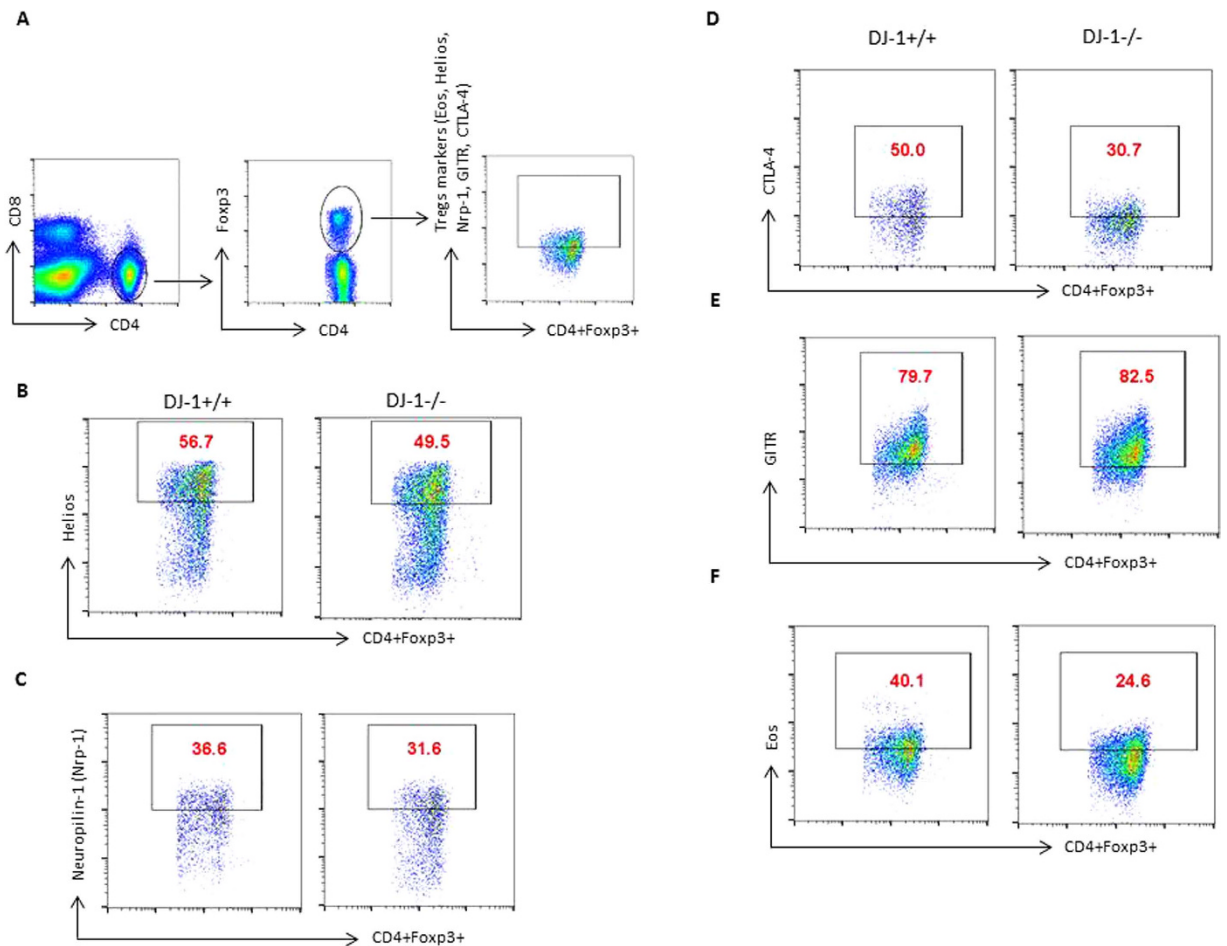 A
CD8
CD4
Foxp3
CD4
Tregs markers (Eos, Helios,
Nrp-1, GITR, CTLA-4)
CD4+Foxp3+
B
DJ-1+/+
DJ-1-/-
Helios
56.7
49.5
CD4+Foxp3+
C
Neuropilin-1 (Nrp-1)
36.6
31.6
CD4+Foxp3+
D
DJ-1+/+
DJ-1-/-
CTLA-4
50.0
30.7
CD4+Foxp3+
E
GITR
79.7
82.5
CD4+Foxp3+
F
Eos
40.1
24.6
CD4+Foxp3+